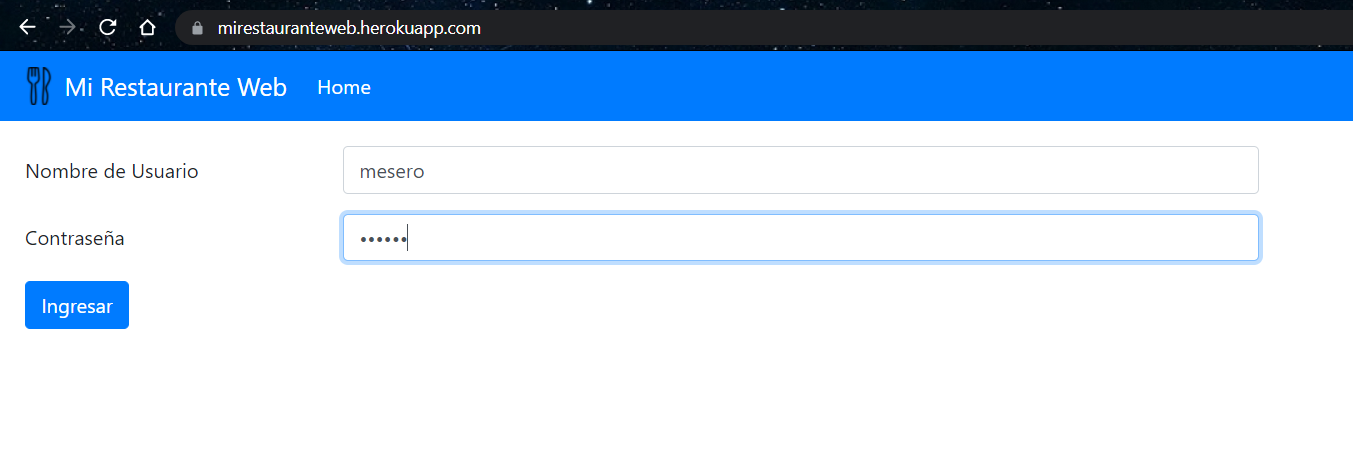 mirestauranteweb.herokuapp.com
Mi Restaurante Web Home
Nombre de Usuario mesero
Contraseña ••••••
Ingresar